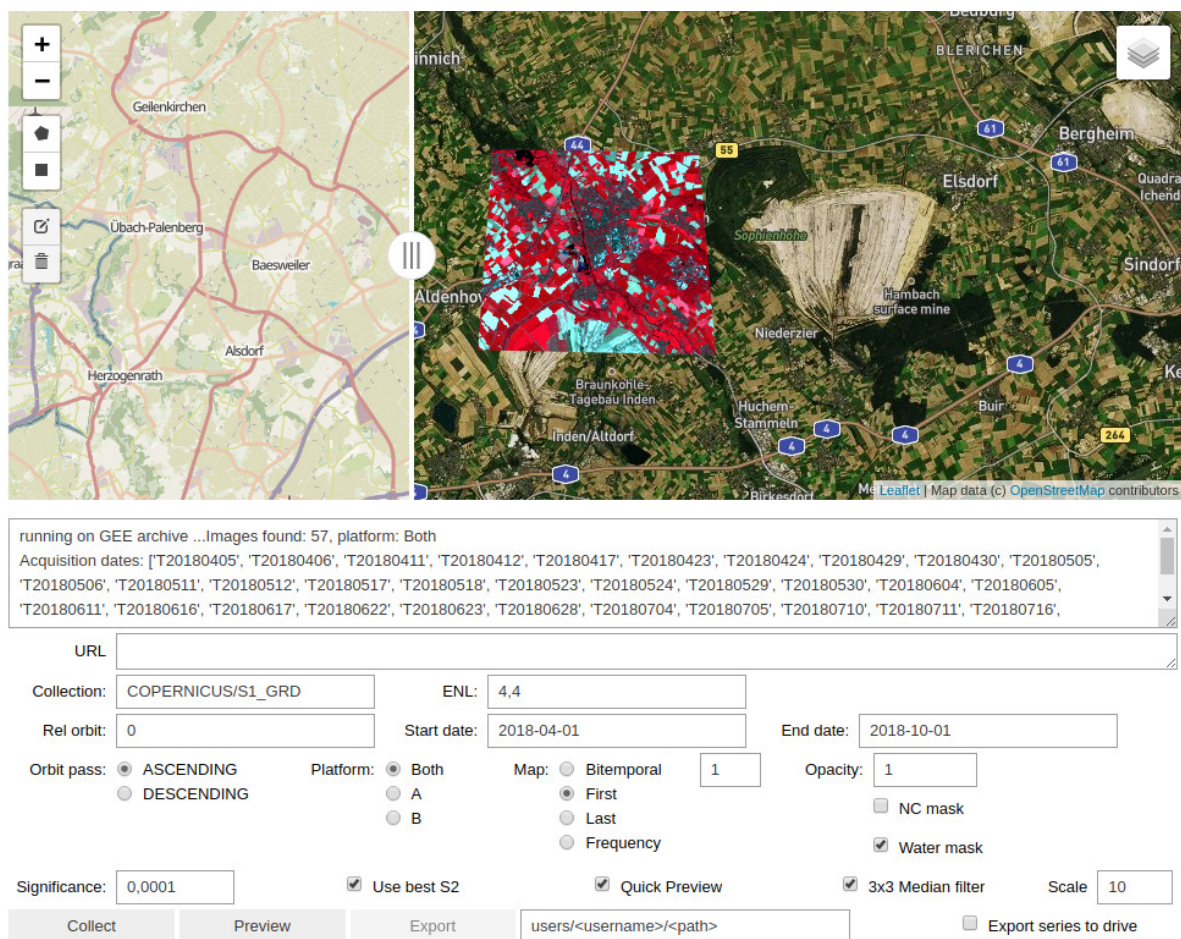 +
−
Geilenkirchen
Übach-Palenberg
Baesweiler
Alsdorf
Herzogenrath
innich
BLERICHEN
44
55
61
Bergheim
61
Elsdorf
Sophienhöhe
Sindorf
Hambach
surface mine
Niederzier
4
Braunkohle-
Tagebau Inden
Huchem-
Stammeln
Buir
4
4
4
264
Inden/Altdorf
4
Birkesdorf
Leaflet | Map data (c) OpenStreetMap contributors
running on GEE archive ...Images found: 57, platform: Both
Acquisition dates: ['T20180405', 'T20180406', 'T20180411', 'T20180412', 'T20180417', 'T20180423', 'T20180424', 'T20180429', 'T20180430', 'T20180505',
'T20180506', 'T20180511', 'T20180512', 'T20180517', 'T20180518', 'T20180523', 'T20180524', 'T20180529', 'T20180530', 'T20180604', 'T20180605',
'T20180611', 'T20180616', 'T20180617', 'T20180622', 'T20180623', 'T20180628', 'T20180704', 'T20180705', 'T20180710', 'T20180711', 'T20180716',
URL
Collection: COPERNICUS/S1_GRD ENL: 4,4
Rel orbit: 0 Start date: 2018-04-01 End date: 2018-10-01
Orbit pass: ASCENDING Platform: Both Map: Bitemporal 1 Opacity: 1
DESCENDING A First NC mask
B Last Water mask
Frequency
Significance: 0,0001 Use best S2 Quick Preview 3x3 Median filter Scale 10
Collect Preview Export users/<username>/<path> Export series to drive